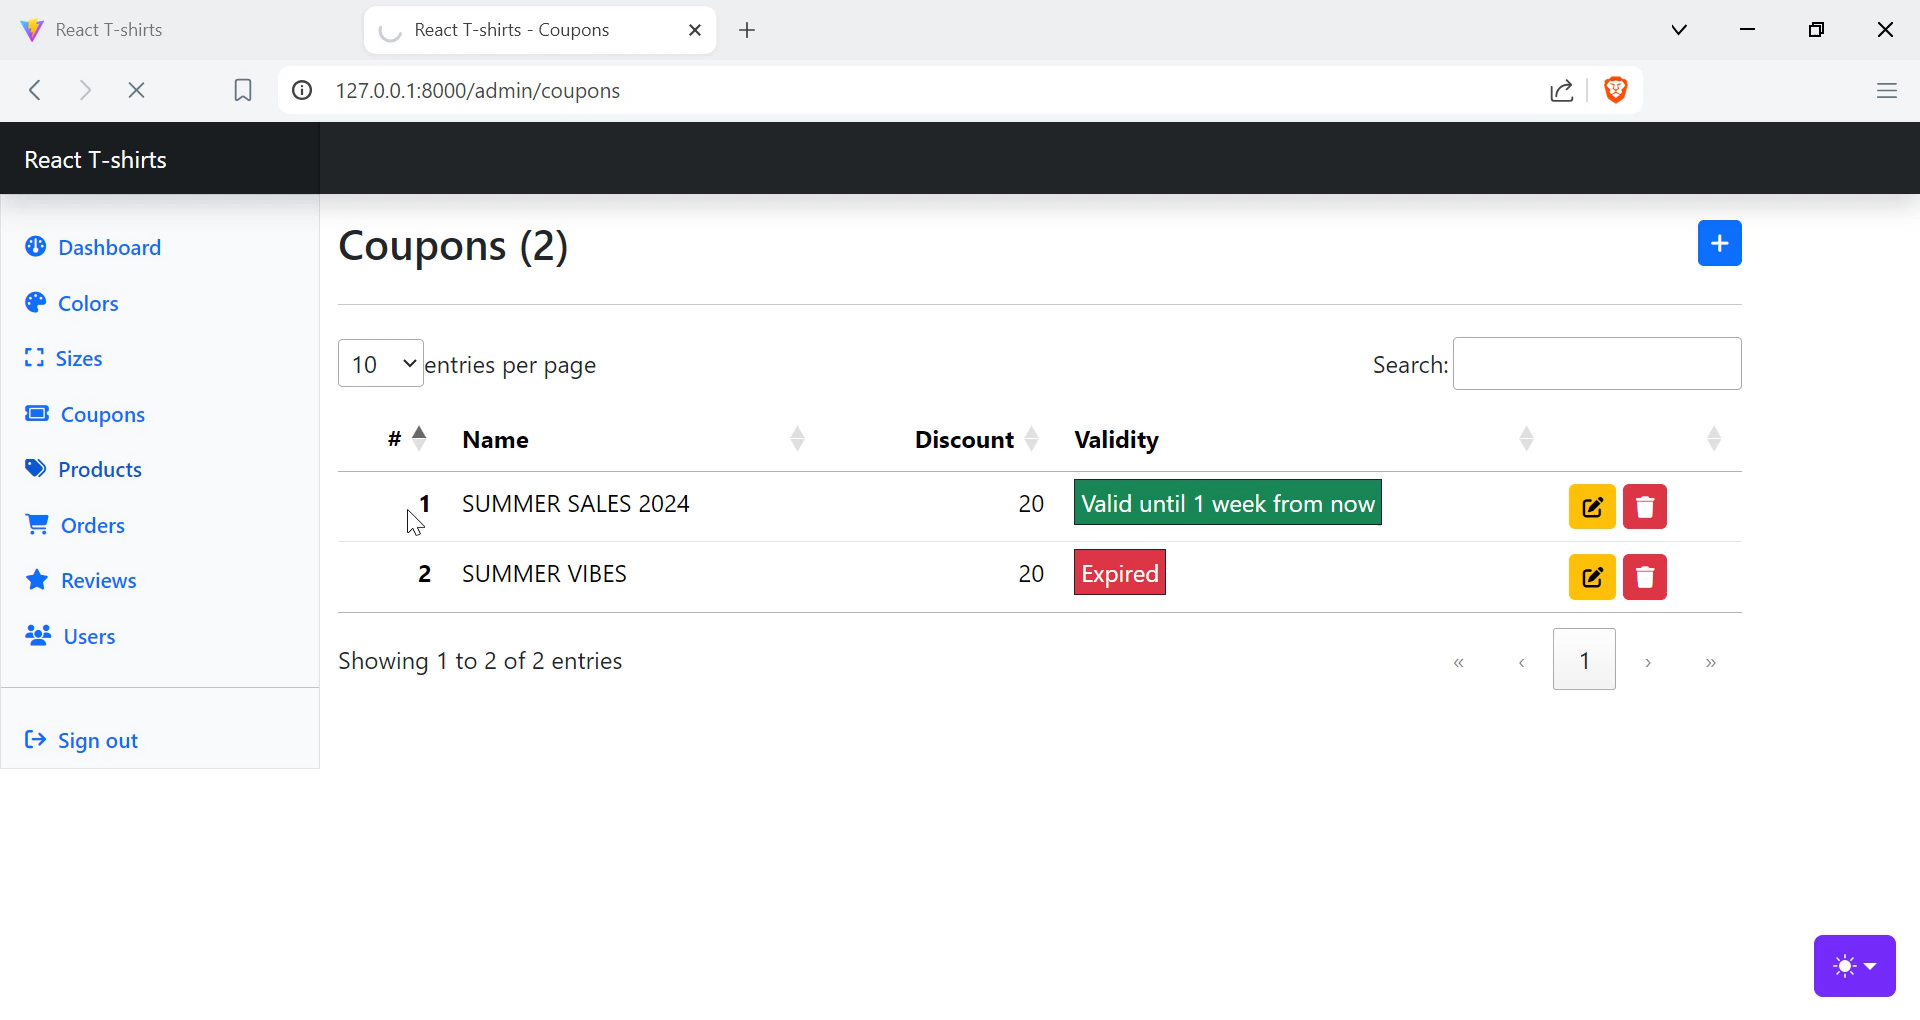 React T-shirts
React T-shirts - Coupons
127.0.0.1:8000/admin/coupons
React T-shirts
Dashboard
Colors
Sizes
Coupons
Products
Orders
Reviews
Users
Sign out
Coupons (2)
+
10 entries per page
Search:
# Name Discount Validity
1 SUMMER SALES 2024 20 Valid until 1 week from now
2 SUMMER VIBES 20 Expired
Showing 1 to 2 of 2 entries
« ‹ 1 › »